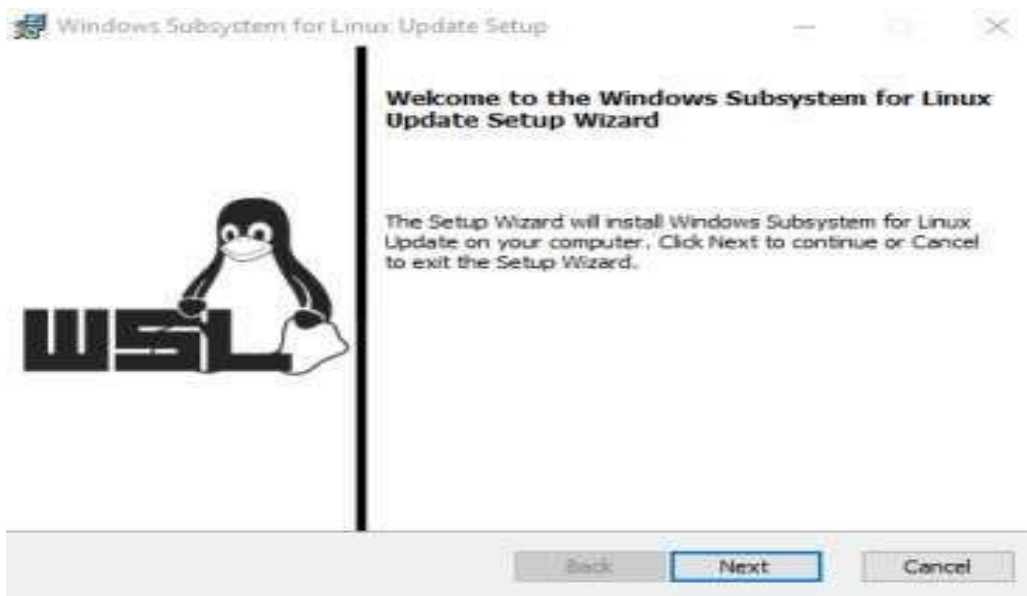 Windows Subsystem for Linux Update Setup
Welcome to the Windows Subsystem for Linux
Update Setup Wizard
The Setup Wizard will install Windows Subsystem for Linux
Update on your computer. Click Next to continue or Cancel
to exit the Setup Wizard.
WSL
Back Next Cancel